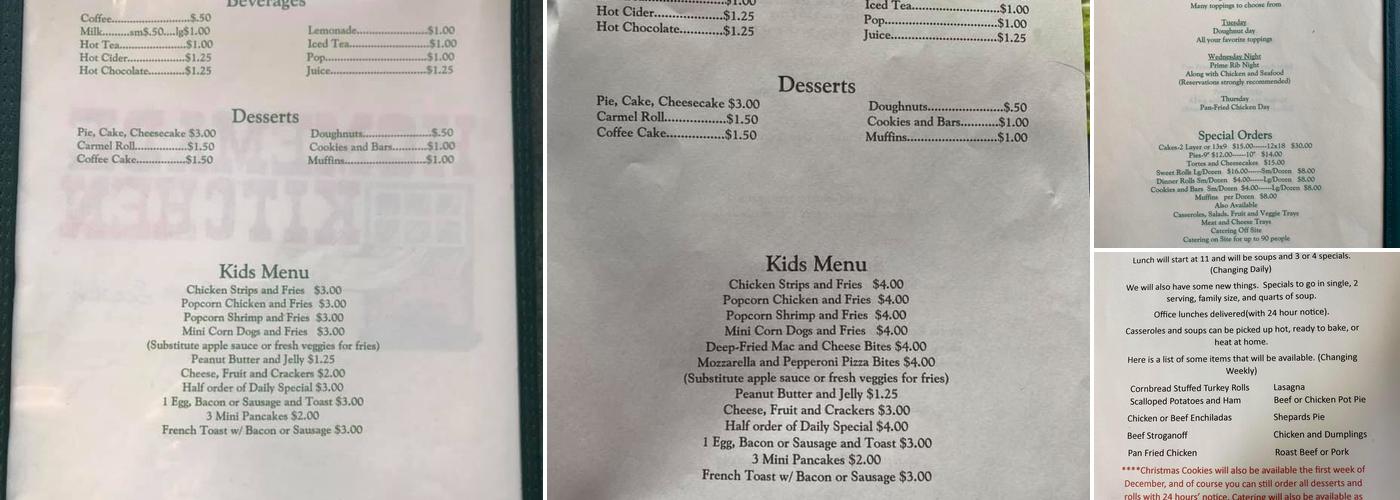 Beverages
Coffee..............................$.50
Milk.........sm$.50....lg$1.00
Hot Tea.......................$1.00
Hot Cider....................$1.25
Hot Chocolate............$1.25
Lemonade........................$1.00
Iced Tea............................$1.00
Pop....................................$1.00
Juice..................................$1.25
Desserts
Pie, Cake, Cheesecake $3.00
Carmel Roll.................$1.50
Coffee Cake................$1.50
Doughnuts.......................$.50
Cookies and Bars...........$1.00
Muffins............................$1.00
Kids Menu
Chicken Strips and Fries $3.00
Popcorn Chicken and Fries $3.00
Popcorn Shrimp and Fries $3.00
Mini Corn Dogs and Fries $3.00
(Substitute apple sauce or fresh veggies for fries)
Peanut Butter and Jelly $1.25
Cheese, Fruit and Crackers $2.00
Half order of Daily Special $3.00
1 Egg, Bacon or Sausage and Toast $3.00
3 Mini Pancakes $2.00
French Toast w/ Bacon or Sausage $3.00
$1.00
Hot Cider....................$1.25
Hot Chocolate............$1.25
Iced Tea............................$1.00
Pop....................................$1.00
Juice..................................$1.25
Desserts
Pie, Cake, Cheesecake $3.00
Carmel Roll.................$1.50
Coffee Cake................$1.50
Doughnuts.......................$.50
Cookies and Bars...........$1.00
Muffins............................$1.00
Kids Menu
Chicken Strips and Fries $4.00
Popcorn Chicken and Fries $4.00
Popcorn Shrimp and Fries $4.00
Mini Corn Dogs and Fries $4.00
Deep-Fried Mac and Cheese Bites $4.00
Mozzarella and Pepperoni Pizza Bites $4.00
(Substitute apple sauce or fresh veggies for fries)
Peanut Butter and Jelly $1.25
Cheese, Fruit and Crackers $3.00
Half order of Daily Special $4.00
1 Egg, Bacon or Sausage and Toast $3.00
3 Mini Pancakes $2.00
French Toast w/ Bacon or Sausage $3.00
Many toppings to choose from
Tuesday
Doughnut day
All your favorite toppings
Wednesday Night
Prime Rib Night
Along with Chicken and Seafood
(Reservations strongly recommended)
Thursday
Pan-Fried Chicken Day
Special Orders
Cakes-2 Layer or 13x9 $15.00------12x18 $30.00
Pies-9" $12.00------10" $14.00
Tortes and Cheesecakes $15.00
Sweet Rolls Lg/Dozen $16.00------Sm/Dozen $8.00
Dinner Rolls Sm/Dozen $4.00------Lg/Dozen $8.00
Cookies and Bars Sm/Dozen $4.00------Lg/Dozen $8.00
Muffins per Dozen $8.00
Also Available
Casseroles, Salads, Fruit and Veggie Trays
Meat and Cheese Trays
Catering Off Site
Catering on Site for up to 90 people
Lunch will start at 11 and will be soups and 3 or 4 specials.
(Changing Daily)
We will also have some new things. Specials to go in single, 2
serving, family size, and quarts of soup.
Office lunches delivered(with 24 hour notice).
Casseroles and soups can be picked up hot, ready to bake, or
heat at home.
Here is a list of some items that will be available. (Changing
Weekly)
Cornbread Stuffed Turkey Rolls
Lasagna
Scalloped Potatoes and Ham
Beef or Chicken Pot Pie
Chicken or Beef Enchiladas
Shepards Pie
Beef Stroganoff
Chicken and Dumplings
Pan Fried Chicken
Roast Beef or Pork
****Christmas Cookies will also be available the first week of
December, and of course you can still order all desserts and
rolls with 24 hours' notice. Catering will also be available as